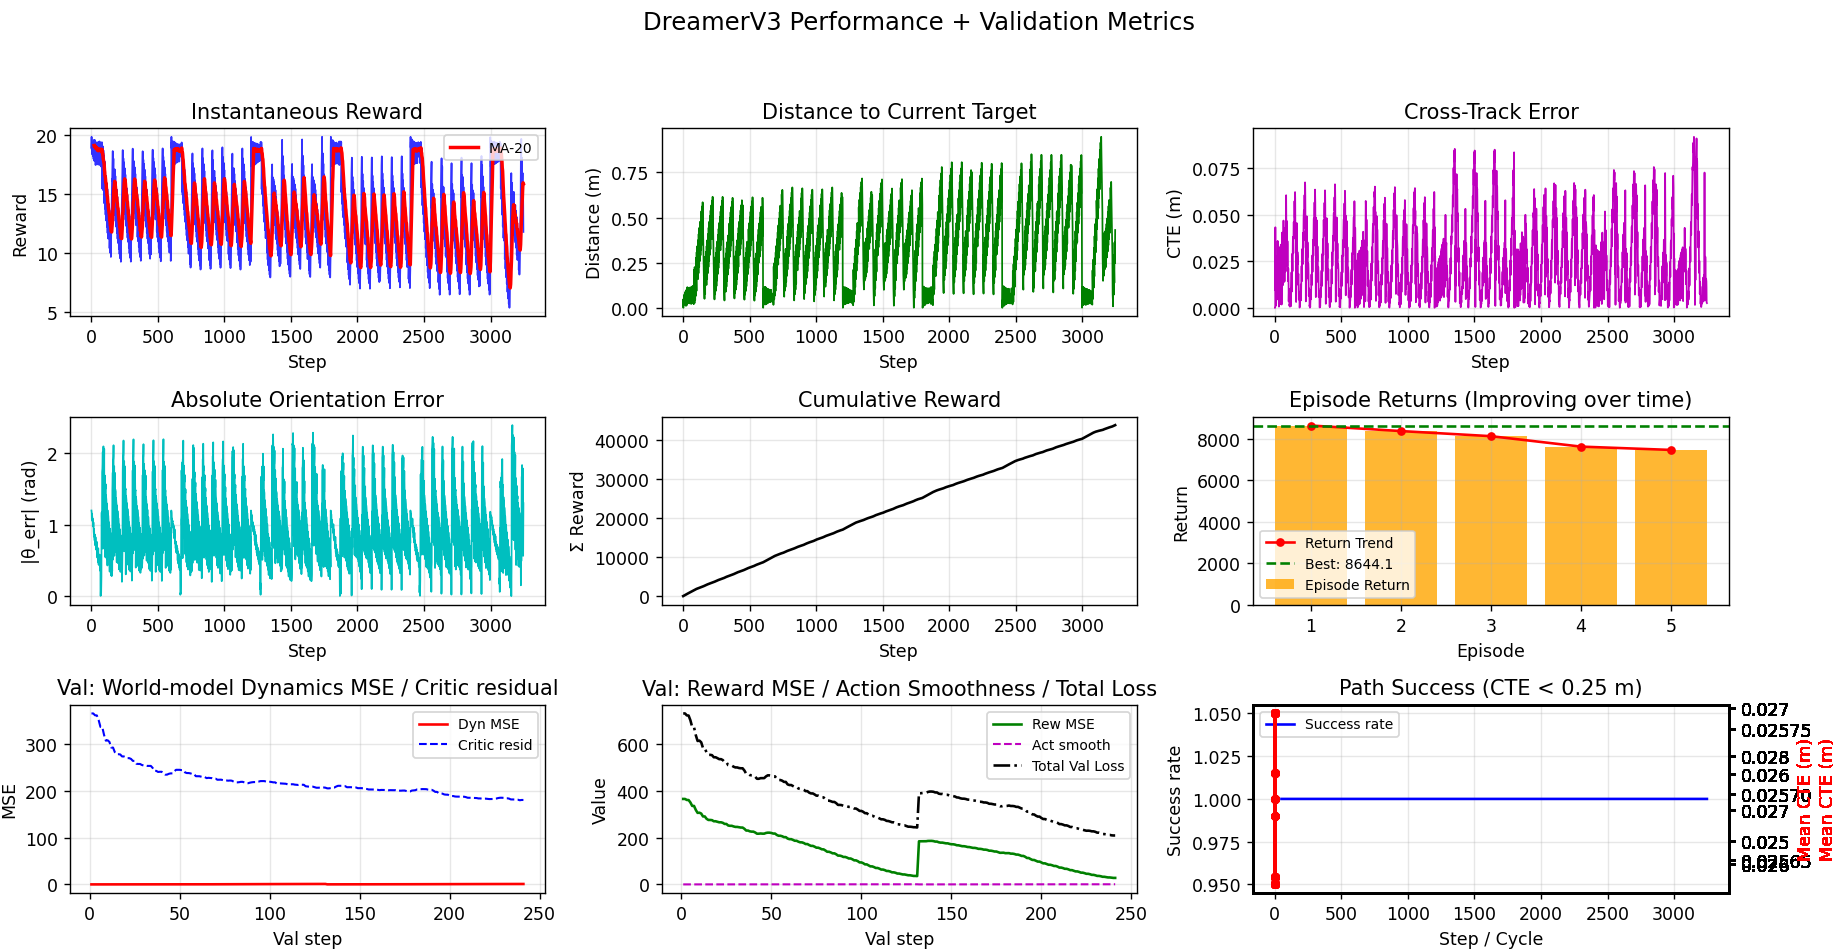 DreamerV3 Performance + Validation Metrics
Instantaneous Reward
Reward
20
15
10
5
MA-20
0 500 1000 1500 2000 2500 3000
Step
Distance to Current Target
Distance (m)
0.75
0.50
0.25
0.00
0 500 1000 1500 2000 2500 3000
Step
Cross-Track Error
CTE (m)
0.075
0.050
0.025
0.000
0 500 1000 1500 2000 2500 3000
Step
Absolute Orientation Error
|θ_err| (rad)
2
1
0
0 500 1000 1500 2000 2500 3000
Step
Cumulative Reward
Σ Reward
40000
30000
20000
10000
0
0 500 1000 1500 2000 2500 3000
Step
Episode Returns (Improving over time)
Return
8000
6000
4000
2000
0
Return Trend
Best: 8644.1
Episode Return
1 2 3 4 5
Episode
Val: World-model Dynamics MSE / Critic residual
MSE
300
200
100
0
Dyn MSE
Critic resid
0 50 100 150 200 250
Val step
Val: Reward MSE / Action Smoothness / Total Loss
Value
600
400
200
0
Rew MSE
Act smooth
Total Val Loss
0 50 100 150 200 250
Val step
Path Success (CTE < 0.25 m)
Success rate
1.050
1.025
1.000
0.975
0.950
Success rate
0.027
0.02575
0.028
0.026
0.02570
0.027
0.025
Mean CTE (m)
Mean CTE (m)
0 500 1000 1500 2000 2500 3000
Step / Cycle